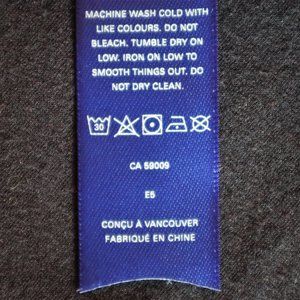 MACHINE WASH COLD WITH
LIKE COLOURS. DO NOT
BLEACH. TUMBLE DRY ON
LOW. IRON ON LOW TO
SMOOTH THINGS OUT. DO
NOT DRY CLEAN.
30
CA 59009
E5
CONÇU À VANCOUVER
FABRIQUÉ EN CHINE